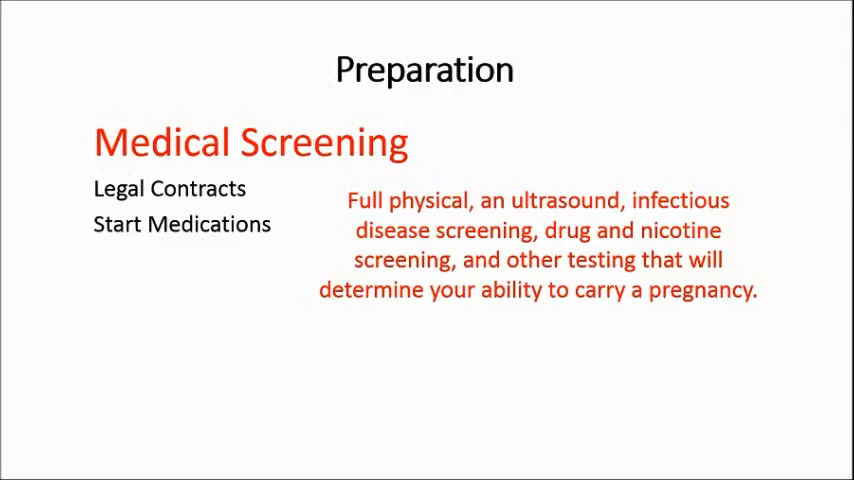 Preparation
Medical Screening
Legal Contracts
Start Medications
Full physical, an ultrasound, infectious
disease screening, drug and nicotine
screening, and other testing that will
determine your ability to carry a pregnancy.